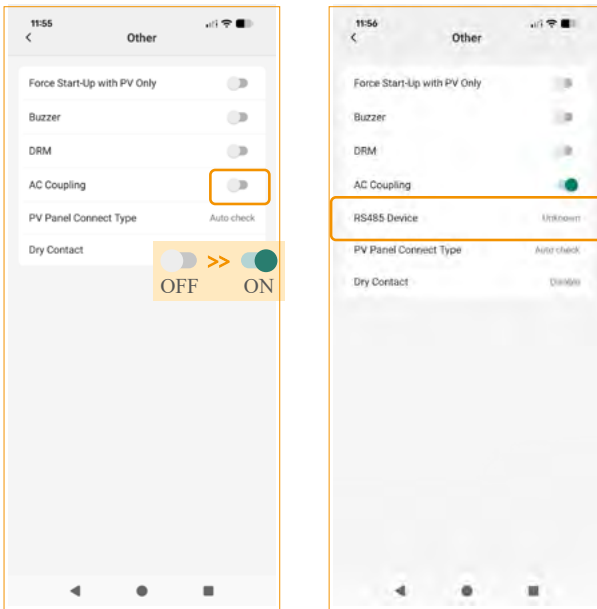 11:55
Other
Force Start-Up with PV Only
Buzzer
DRM
AC Coupling
PV Panel Connect Type Auto check
Dry Contact
>>
OFF ON
11:56
Other
Force Start-Up with PV Only
Buzzer
DRM
AC Coupling
RS485 Device Unknown
PV Panel Connect Type Auto check
Dry Contact Disable